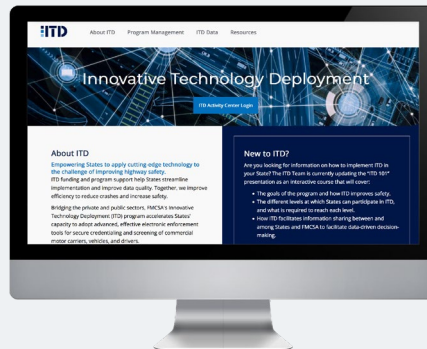 ITD
About ITD Program Management ITD Data Resources
Innovative Technology Deployment
ITD Activity Center Login
About ITD
Empowering States to apply cutting-edge technology to
the challenge of improving highway safety.
ITD funding and program support help States streamline
implementation and improve data quality. Together, we improve
efficiency to reduce crashes and increase safety.
Bridging the private and public sectors, FMCSA's Innovative
Technology Deployment (ITD) program accelerates States'
capacity to adopt advanced, effective electronic enforcement
tools for secure credentialing and screening of commercial
motor carriers, vehicles, and drivers.
New to ITD?
Are you looking for information on how to implement ITD in
your State? The ITD Team is currently updating the "ITD 101"
presentation as an interactive course that will cover:
• The goals of the program and how ITD improves safety.
• The different levels at which States can participate in ITD,
and what is required to reach each level.
• How ITD facilitates information sharing between and
among States and FMCSA to facilitate data-driven decision-
making.